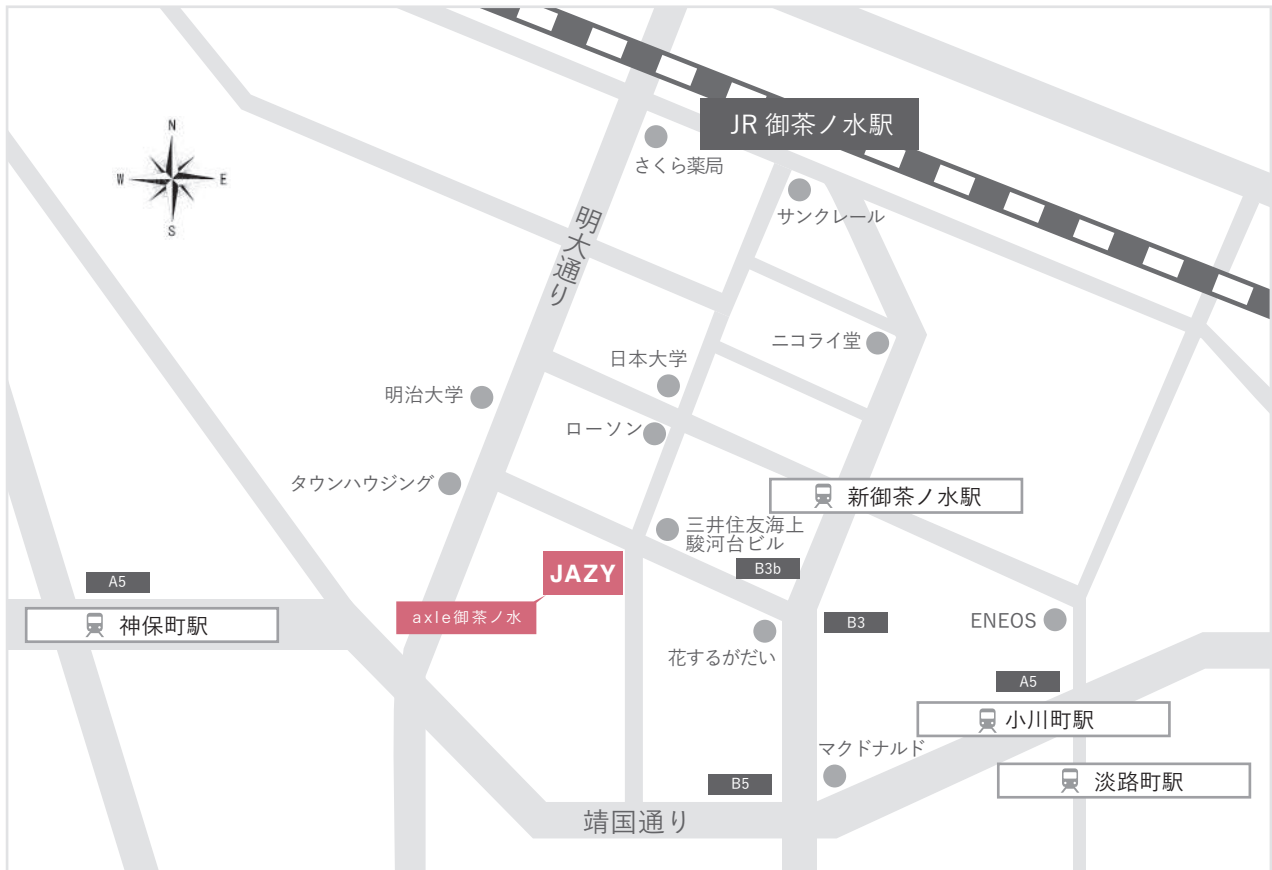 JR 御茶ノ水駅
N
W
E
S
さくら薬局
サンクレール
明大通り
ニコライ堂
日本大学
明治大学
ローソン
タウンハウジング
新御茶ノ水駅
三井住友海上
駿河台ビル
JAZY
B3b
A5
axle御茶ノ水
神保町駅
B3
ENEOS
花するがだい
A5
小川町駅
マクドナルド
B5
淡路町駅
靖国通り